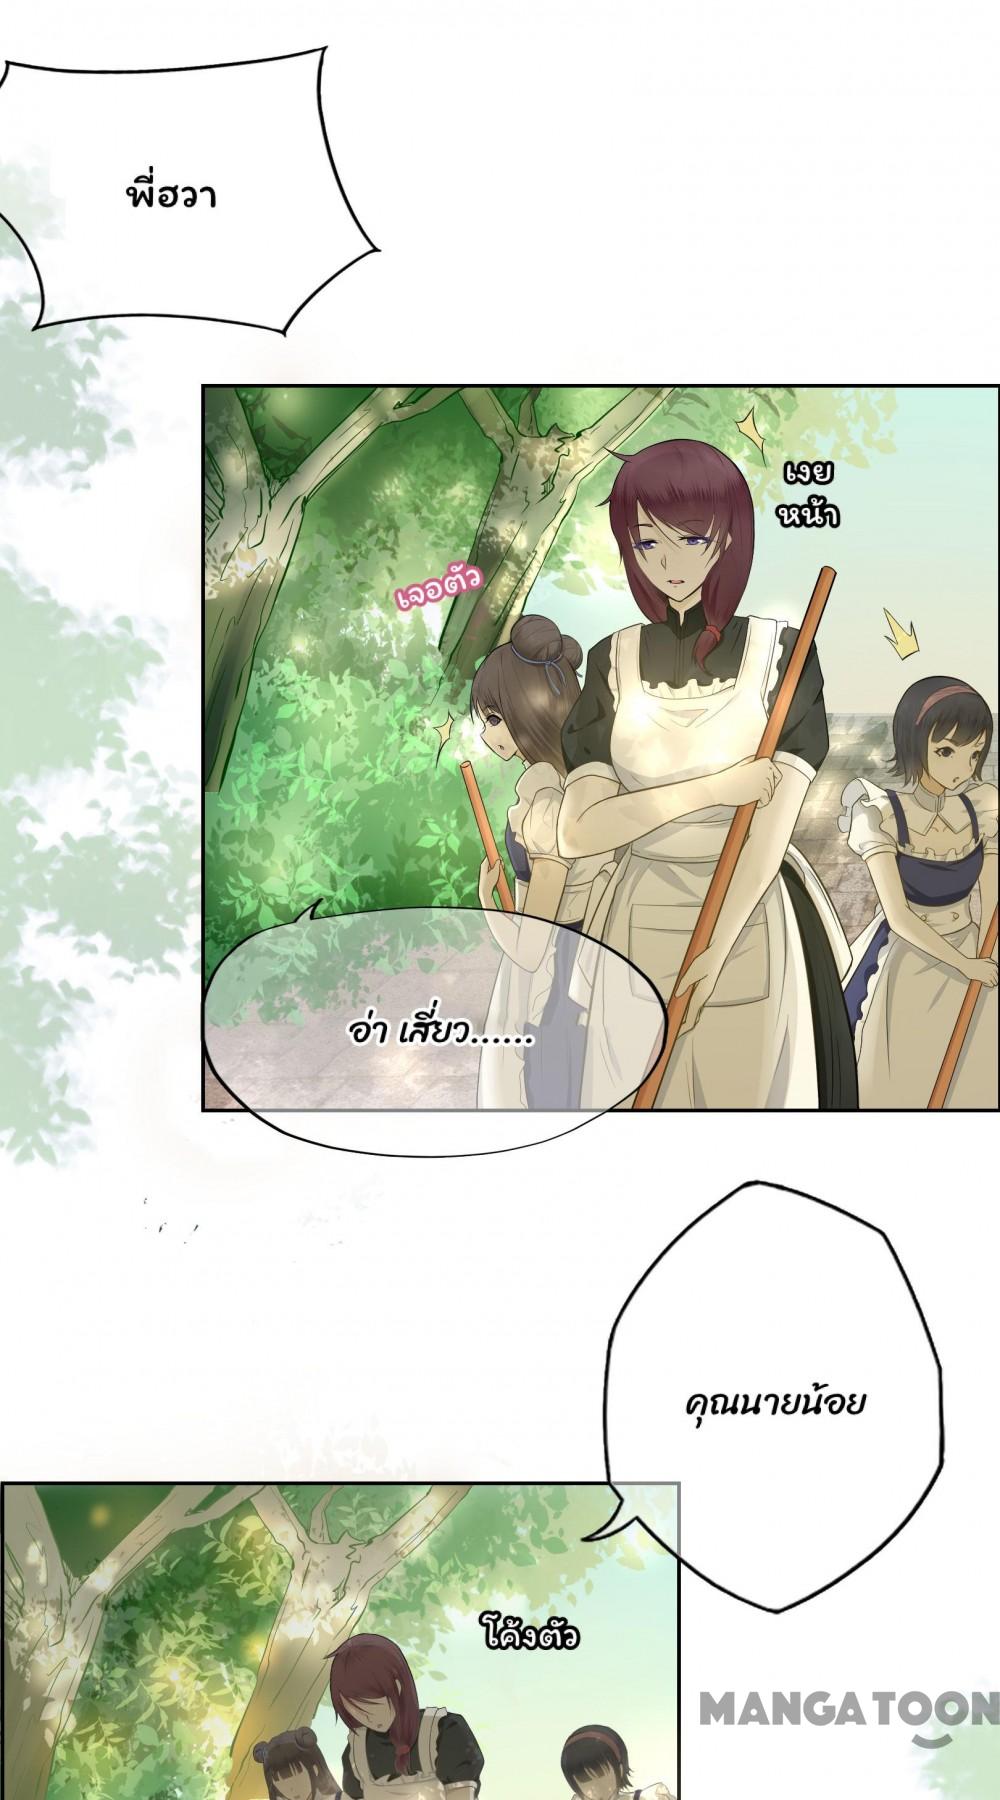 พี่ฮวา
เงย
หน้า
เจอตัว
อ๋า เสี่ยว......
คุณนายน้อย
โค้งตัว
MANGATOON